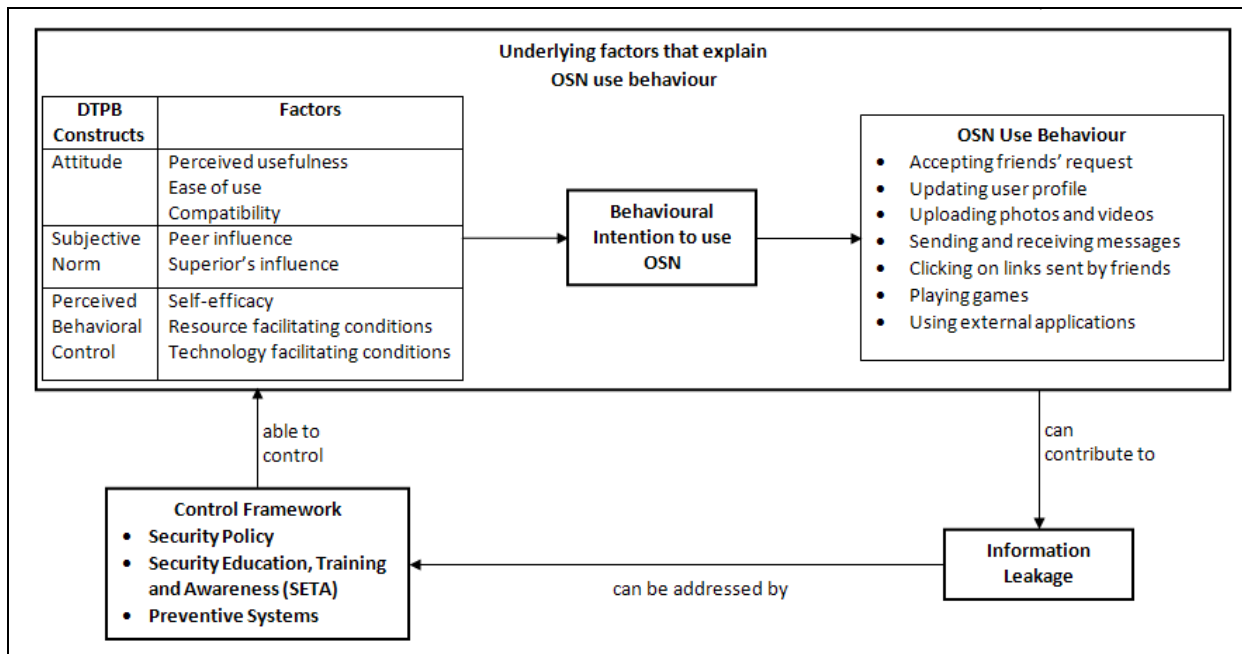 Underlying factors that explain
OSN use behaviour
DTPB
Constructs
Factors
Attitude
Perceived usefulness
Ease of use
Compatibility
Subjective
Norm
Peer influence
Superior's influence
Perceived
Behavioral
Control
Self-efficacy
Resource facilitating conditions
Technology facilitating conditions
Behavioural
Intention to use
OSN
OSN Use Behaviour
• Accepting friends' request
• Updating user profile
• Uploading photos and videos
• Sending and receiving messages
• Clicking on links sent by friends
• Playing games
• Using external applications
able to
control
can
contribute to
Control Framework
• Security Policy
• Security Education, Training
and Awareness (SETA)
• Preventive Systems
can be addressed by
Information
Leakage